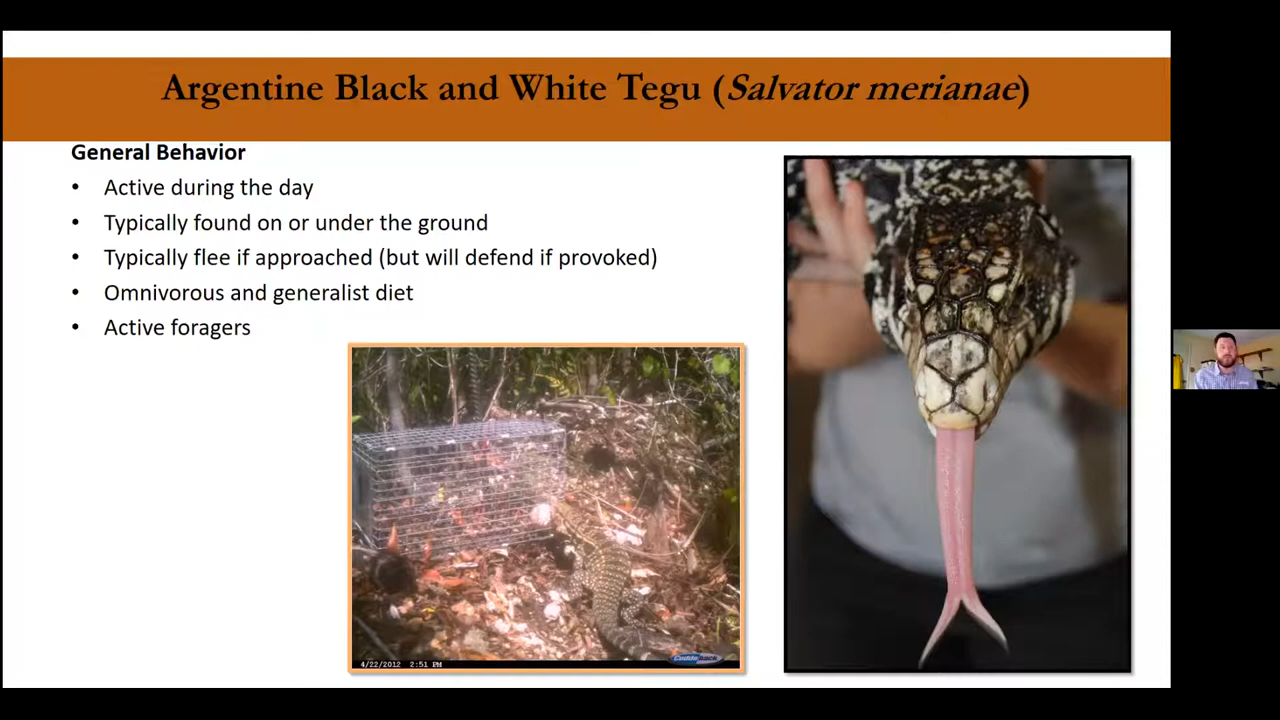 Argentine Black and White Tegu (Salvator merianae)
General Behavior
• Active during the day
• Typically found on or under the ground
• Typically flee if approached (but will defend if provoked)
• Omnivorous and generalist diet
• Active foragers
4/22/2012 2:51 PM
Cuddeback